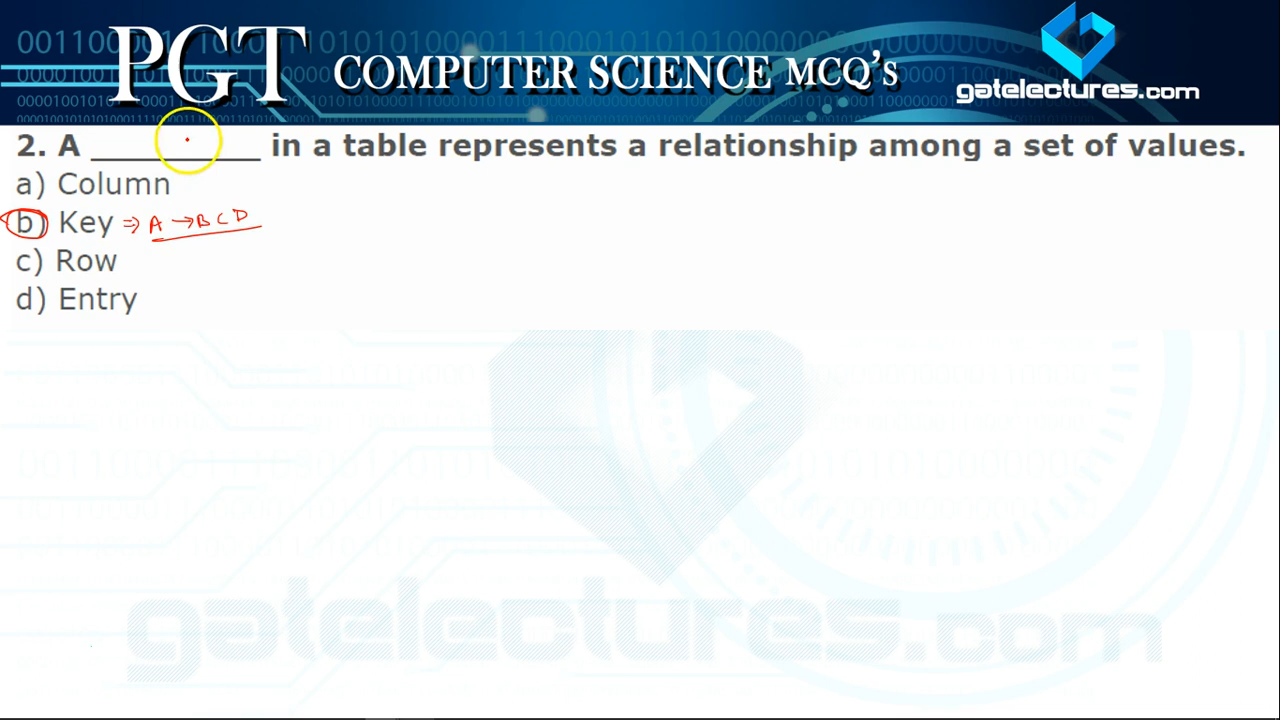 PGT COMPUTER SCIENCE MCQ's
gatelectures.com
2. A __________ in a table represents a relationship among a set of values.
a) Column
b) Key ⇒ A → B C D
c) Row
d) Entry
gatelectures.com